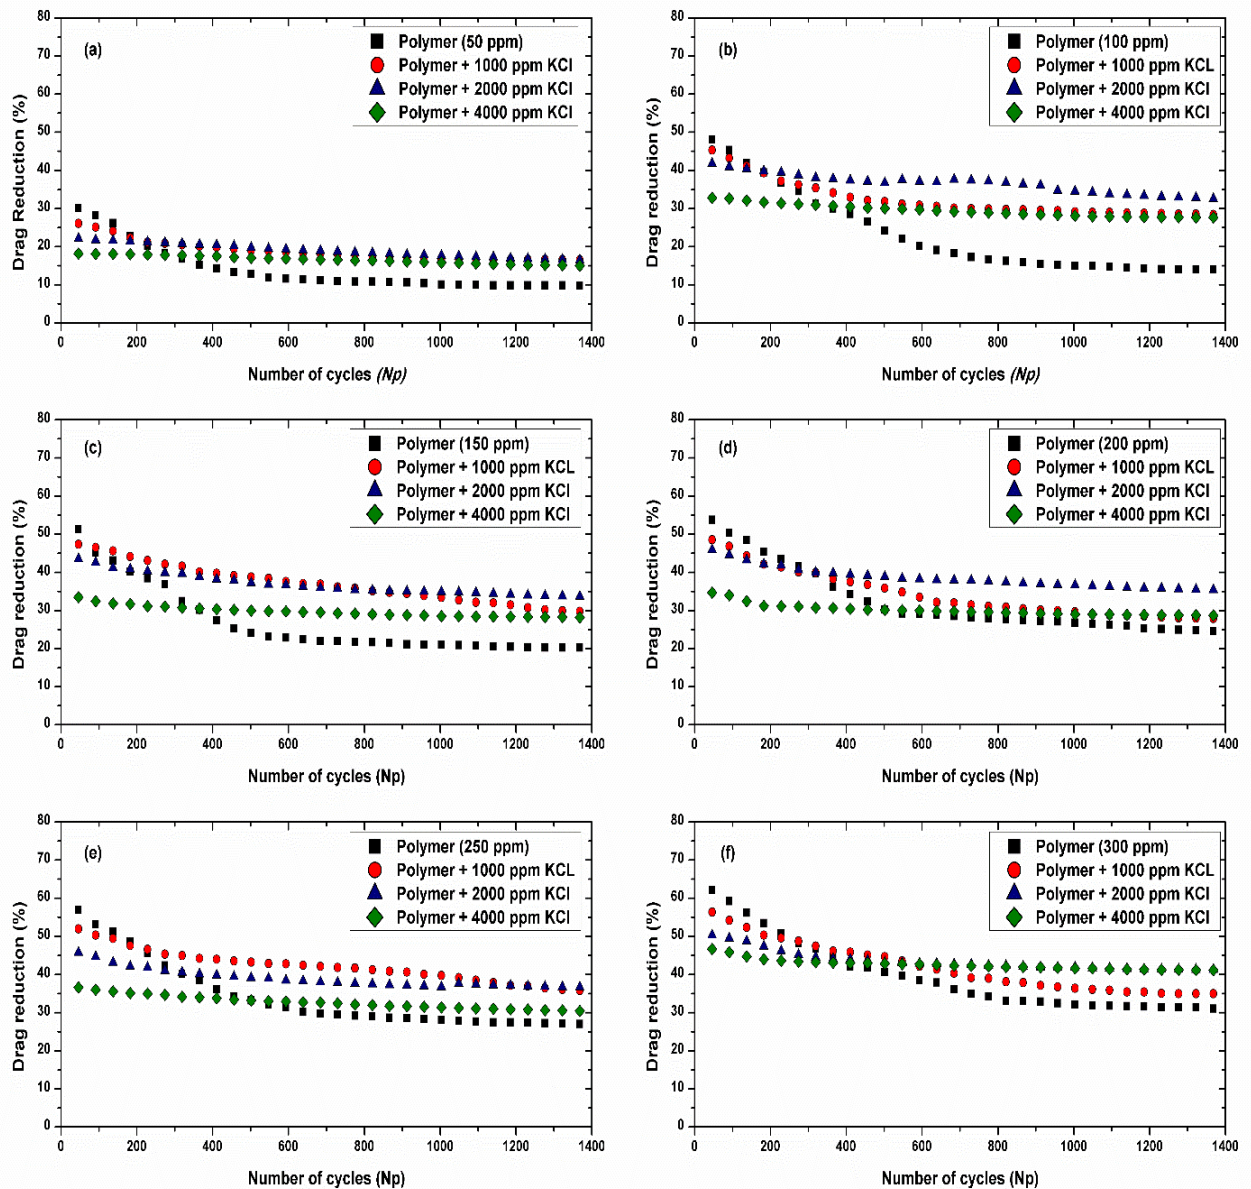 (a)
Polymer (50 ppm)
Polymer + 1000 ppm KCl
Polymer + 2000 ppm KCl
Polymer + 4000 ppm KCl
Drag Reduction (%)
80
70
60
50
40
30
20
10
0
0 200 400 600 800 1000 1200 1400
Number of cycles (Np)
(b)
Polymer (100 ppm)
Polymer + 1000 ppm KCL
Polymer + 2000 ppm KCl
Polymer + 4000 ppm KCl
Drag reduction (%)
80
70
60
50
40
30
20
10
0
0 200 400 600 800 1000 1200 1400
Number of cycles (Np)
(c)
Polymer (150 ppm)
Polymer + 1000 ppm KCL
Polymer + 2000 ppm KCl
Polymer + 4000 ppm KCl
Drag reduction (%)
80
70
60
50
40
30
20
10
0
0 200 400 600 800 1000 1200 1400
Number of cycles (Np)
(d)
Polymer (200 ppm)
Polymer + 1000 ppm KCL
Polymer + 2000 ppm KCl
Polymer + 4000 ppm KCl
Drag reduction (%)
80
70
60
50
40
30
20
10
0
0 200 400 600 800 1000 1200 1400
Number of cycles (Np)
(e)
Polymer (250 ppm)
Polymer + 1000 ppm KCL
Polymer + 2000 ppm KCl
Polymer + 4000 ppm KCl
Drag reduction (%)
80
70
60
50
40
30
20
10
0
0 200 400 600 800 1000 1200 1400
Number of cycles (Np)
(f)
Polymer (300 ppm)
Polymer + 1000 ppm KCL
Polymer + 2000 ppm KCl
Polymer + 4000 ppm KCl
Drag reduction (%)
80
70
60
50
40
30
20
10
0
0 200 400 600 800 1000 1200 1400
Number of cycles (Np)